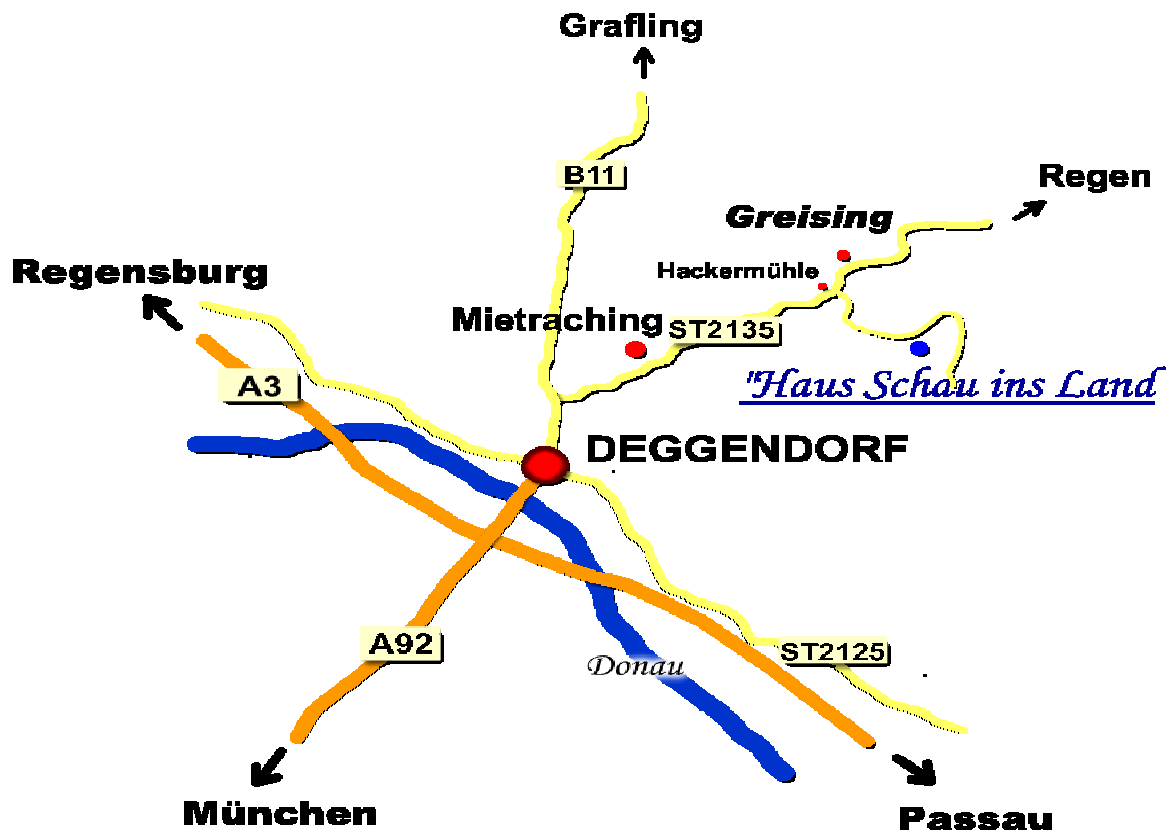 Grafling
B11
Regen
Greising
Regensburg
Hackermühle
Mietraching
ST2135
A3
"Haus Schau ins Land
DEGGENDORF
A92
ST2125
Donau
München
Passau